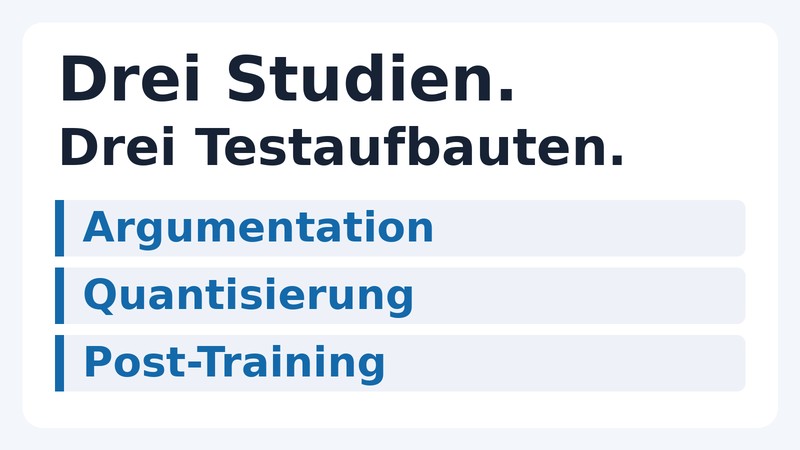 Drei Studien.
Drei Testaufbauten.
Argumentation
Quantisierung
Post-Training